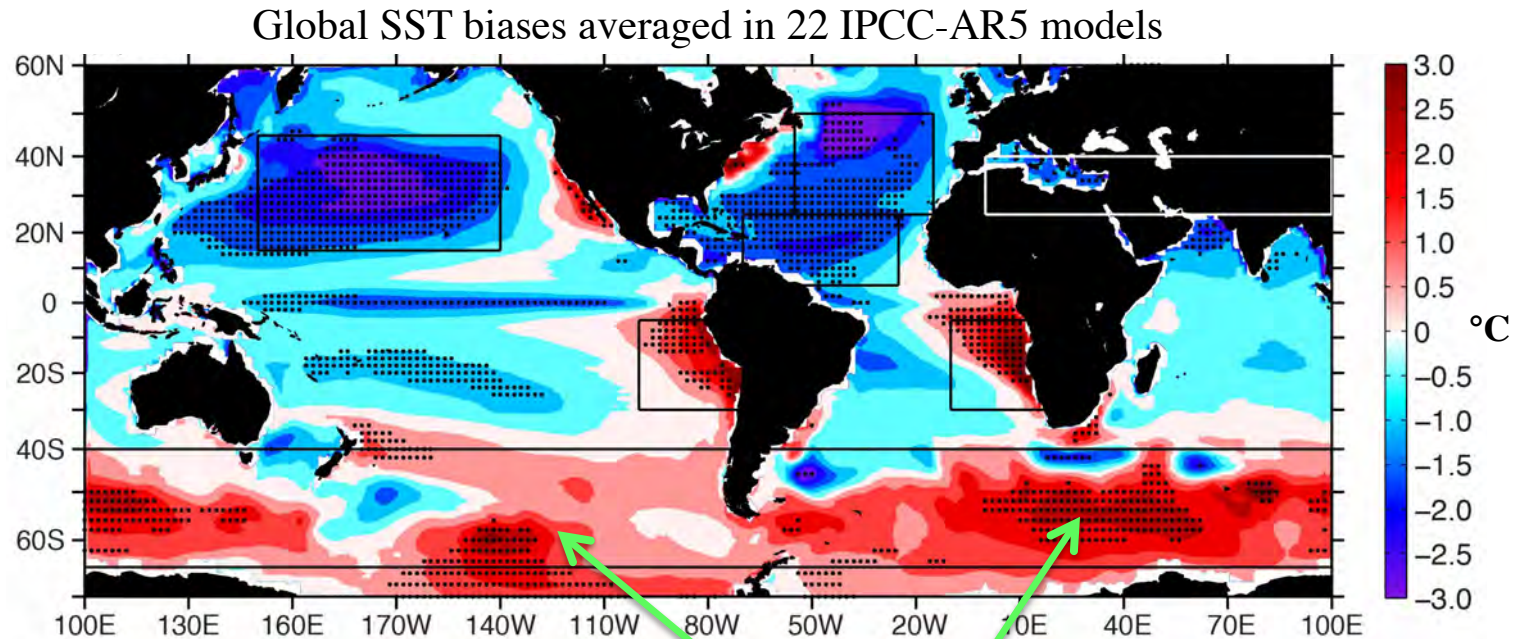 Global SST biases averaged in 22 IPCC-AR5 models
60N
40N
20N
0
20S
40S
60S
100E 130E 160E 170W 140W 110W 80W 50W 20W 10E 40E 70E 100E
3.0
2.5
2.0
1.5
1.0
0.5
0
−0.5
−1.0
−1.5
−2.0
−2.5
−3.0
°C